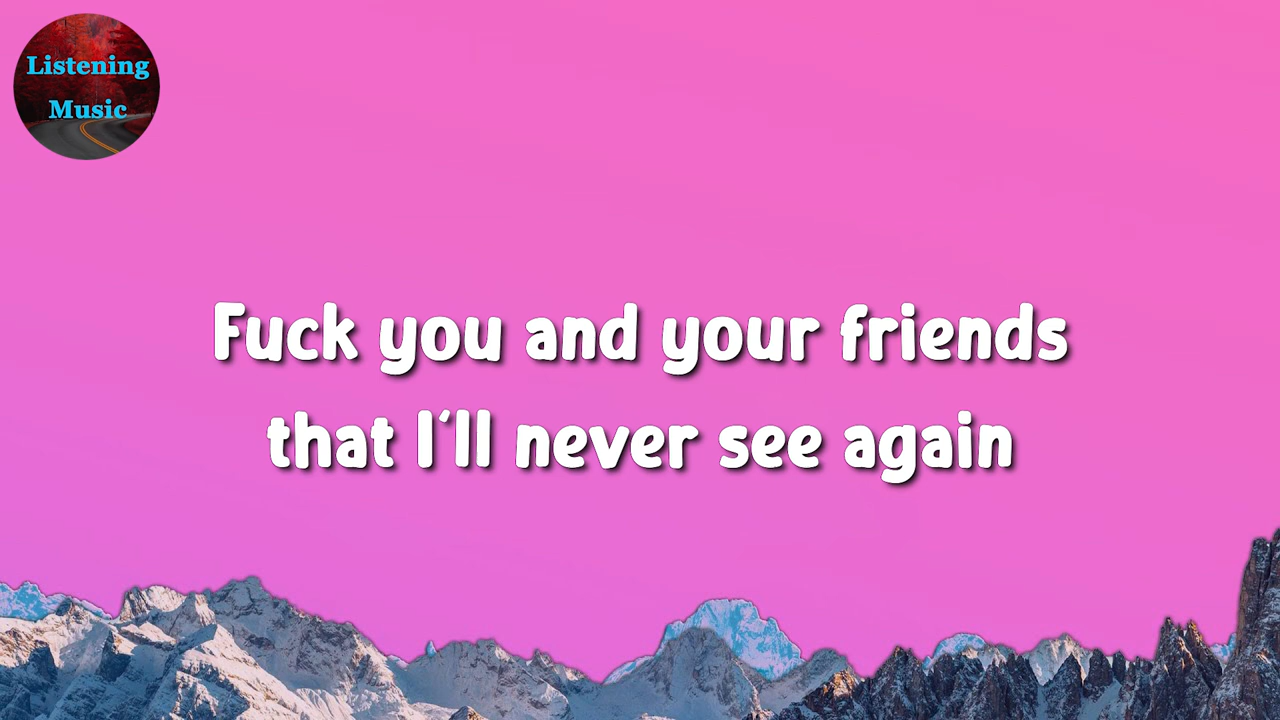 Listening
Music
Fuck you and your friends
that I'll never see again